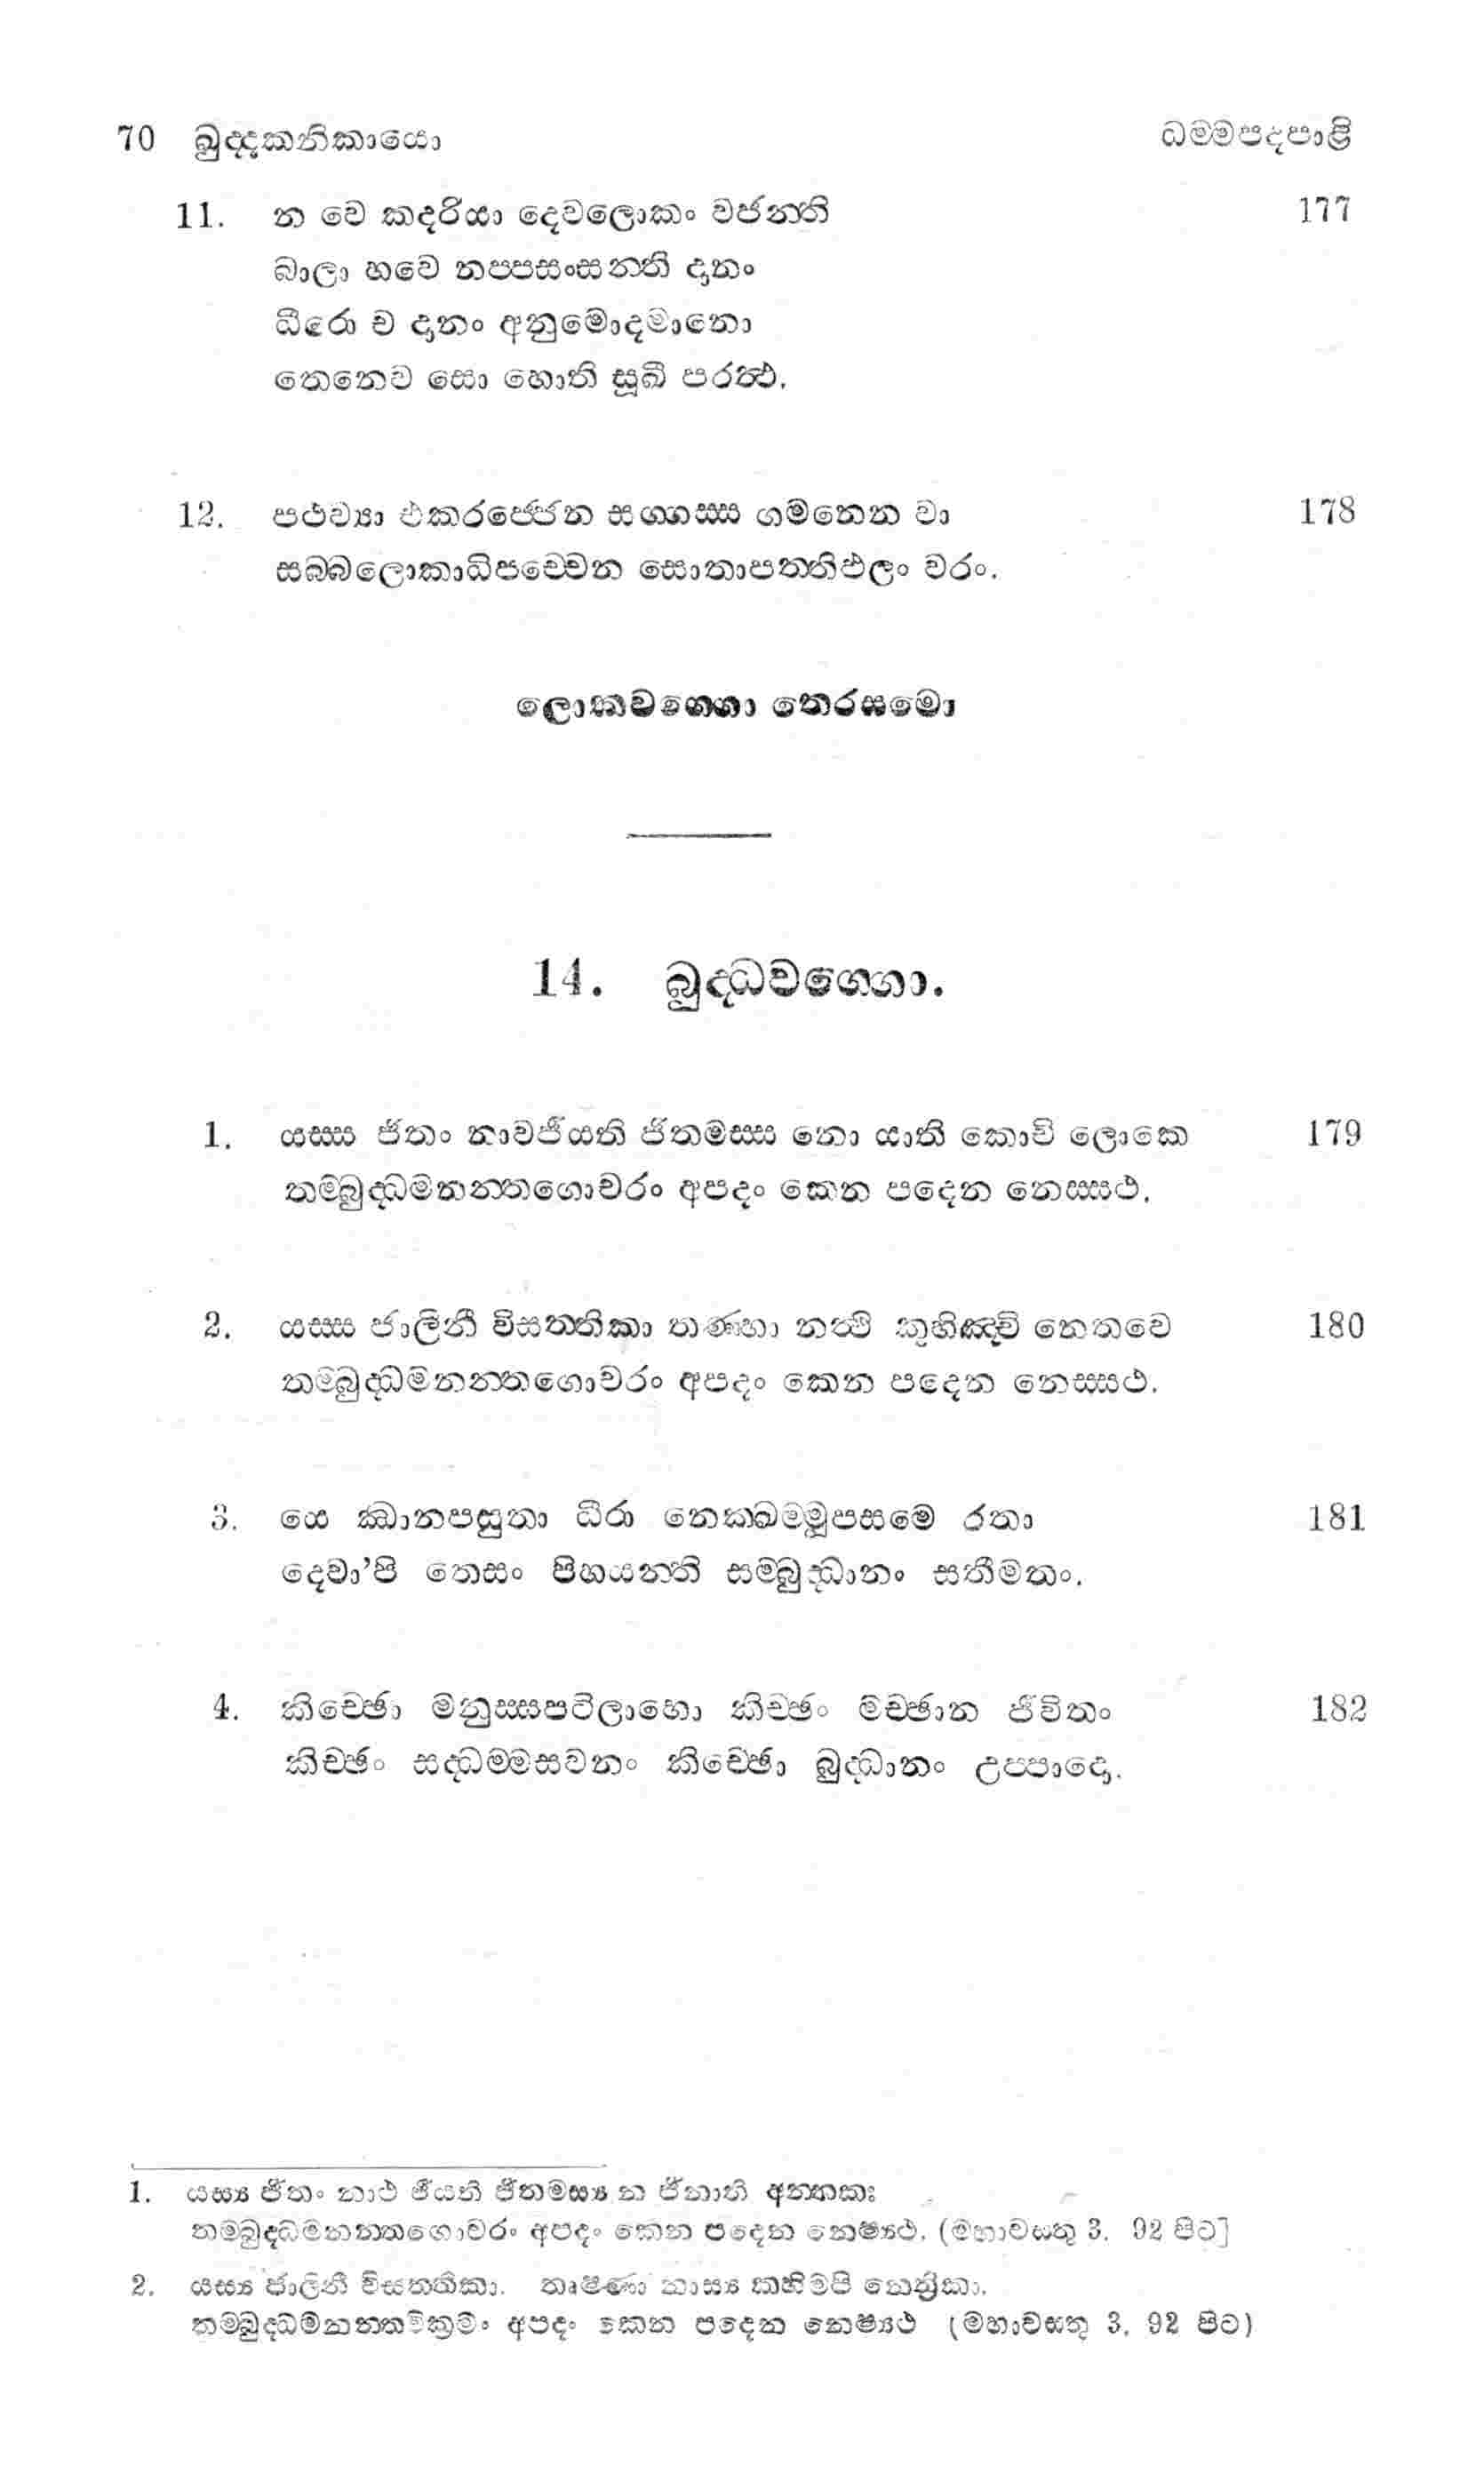 70 ඛුද්දකනිකායො ධම්මපදපාළි
11. න වෙ කදරියා දෙවලොකං වජන්ති 177
බාලා හවෙ නප්පසංසන්ති දානං
ධීරො ච දානං අනුමොදමානො
තෙනෙව සො හොති සුඛී පරත්ථ.
12. පථව්‍යා එකරජ්ජෙන සග්ගස්ස ගමනෙන වා 178
සබ්බලොකාධිපච්චෙන සොතාපත්තිඵලං වරං.
ලොකවග්ගො තෙරසමො
14. බුද්ධවග්ගො.
1. යස්ස ජිතං නාවජීයති ජිතමස්ස නො යාති කොචි ලොකෙ 179
තම්බුද්ධමනන්තගොචරං අපදං කෙන පදෙන නෙස්සථ.
2. යස්ස ජාලිනී විසත්තිකා තණ්හා නත්ථි කුහිඤ්චි නෙතවෙ 180
තම්බුද්ධමනන්තගොචරං අපදං කෙන පදෙන නෙස්සථ.
3. යෙ ඣානපසුතා ධීරා නෙක්ඛම්මූපසමෙ රතා 181
දෙවා'පි තෙසං පිහයන්ති සම්බුද්ධානං සතීමතං.
4. කිච්ඡො මනුස්සපටිලාභො කිච්ඡං මච්ඡාන ජීවිතං 182
කිච්ඡං සද්ධම්මසවනං කිච්ඡො බුද්ධානං උප්පාදො.
1. යස්‍ය ජිතං නාථ ජීයති ජිතමස්‍ය න ජිනාති අන්තකඃ
තම්බුද්ධමනන්තගොචරං අපදං කෙන පදෙන නෙෂ්‍යථ. (මහාවස්තු 3. 92 පිට]
2. යස්‍ය ජාලිනී විසත්තිකා. තෘෂ්ණා නාස්‍ය කහිම්පි නෙත්‍රිකා.
තම්බුද්ධමනන්තවික්‍රමං අපදං කෙන පදෙන නෙෂ්‍යථ (මහාවස්තු 3. 92 පිට)